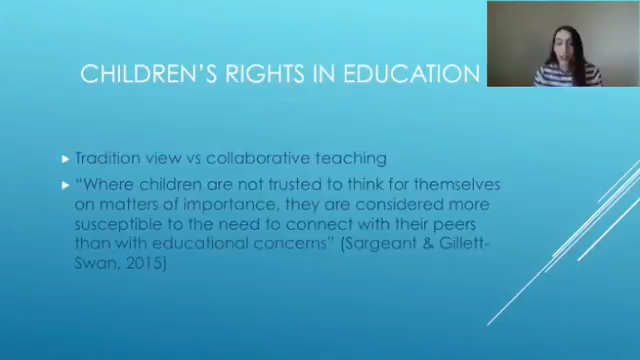 CHILDREN'S RIGHTS IN EDUCATION
Tradition view vs collaborative teaching
"Where children are not trusted to think for themselves
on matters of importance, they are considered more
susceptible to the need to connect with their peers
than with educational concerns" (Sargeant & Gillett-
Swan, 2015)